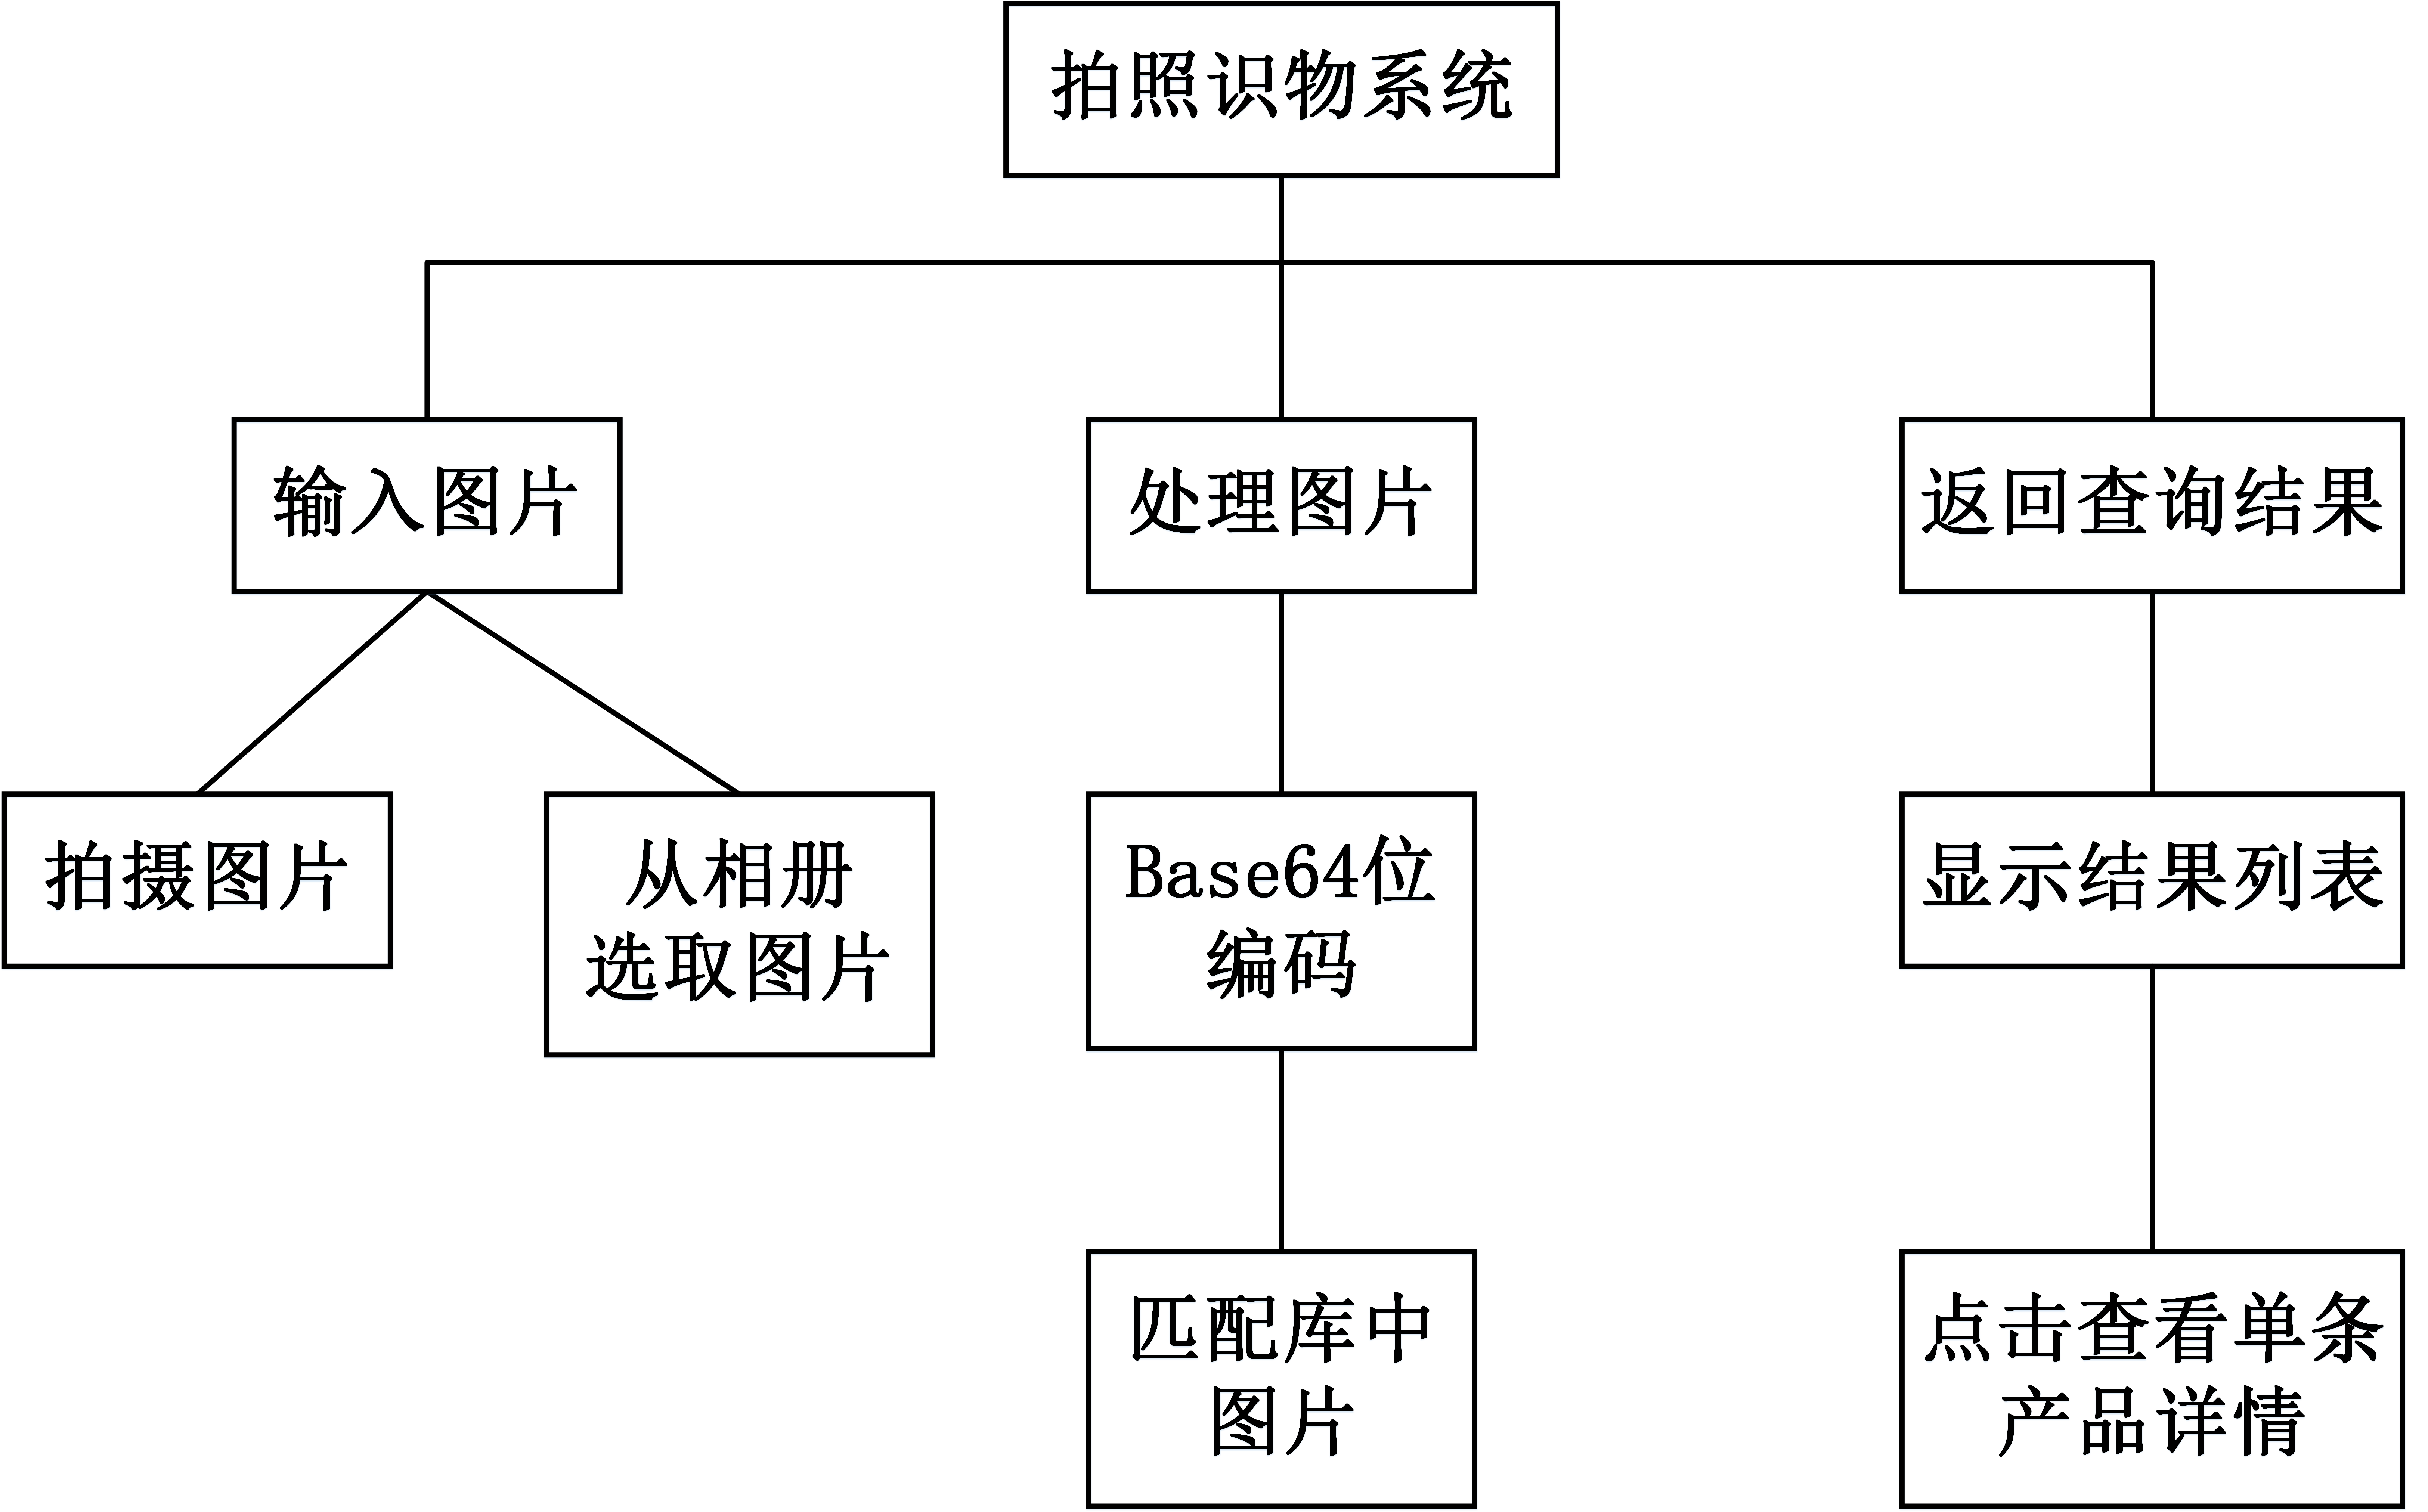 拍照识物系统
输入图片
处理图片
返回查询结果
拍摄图片
从相册
选取图片
Base64位
编码
显示结果列表
匹配库中
图片
点击查看单条
产品详情